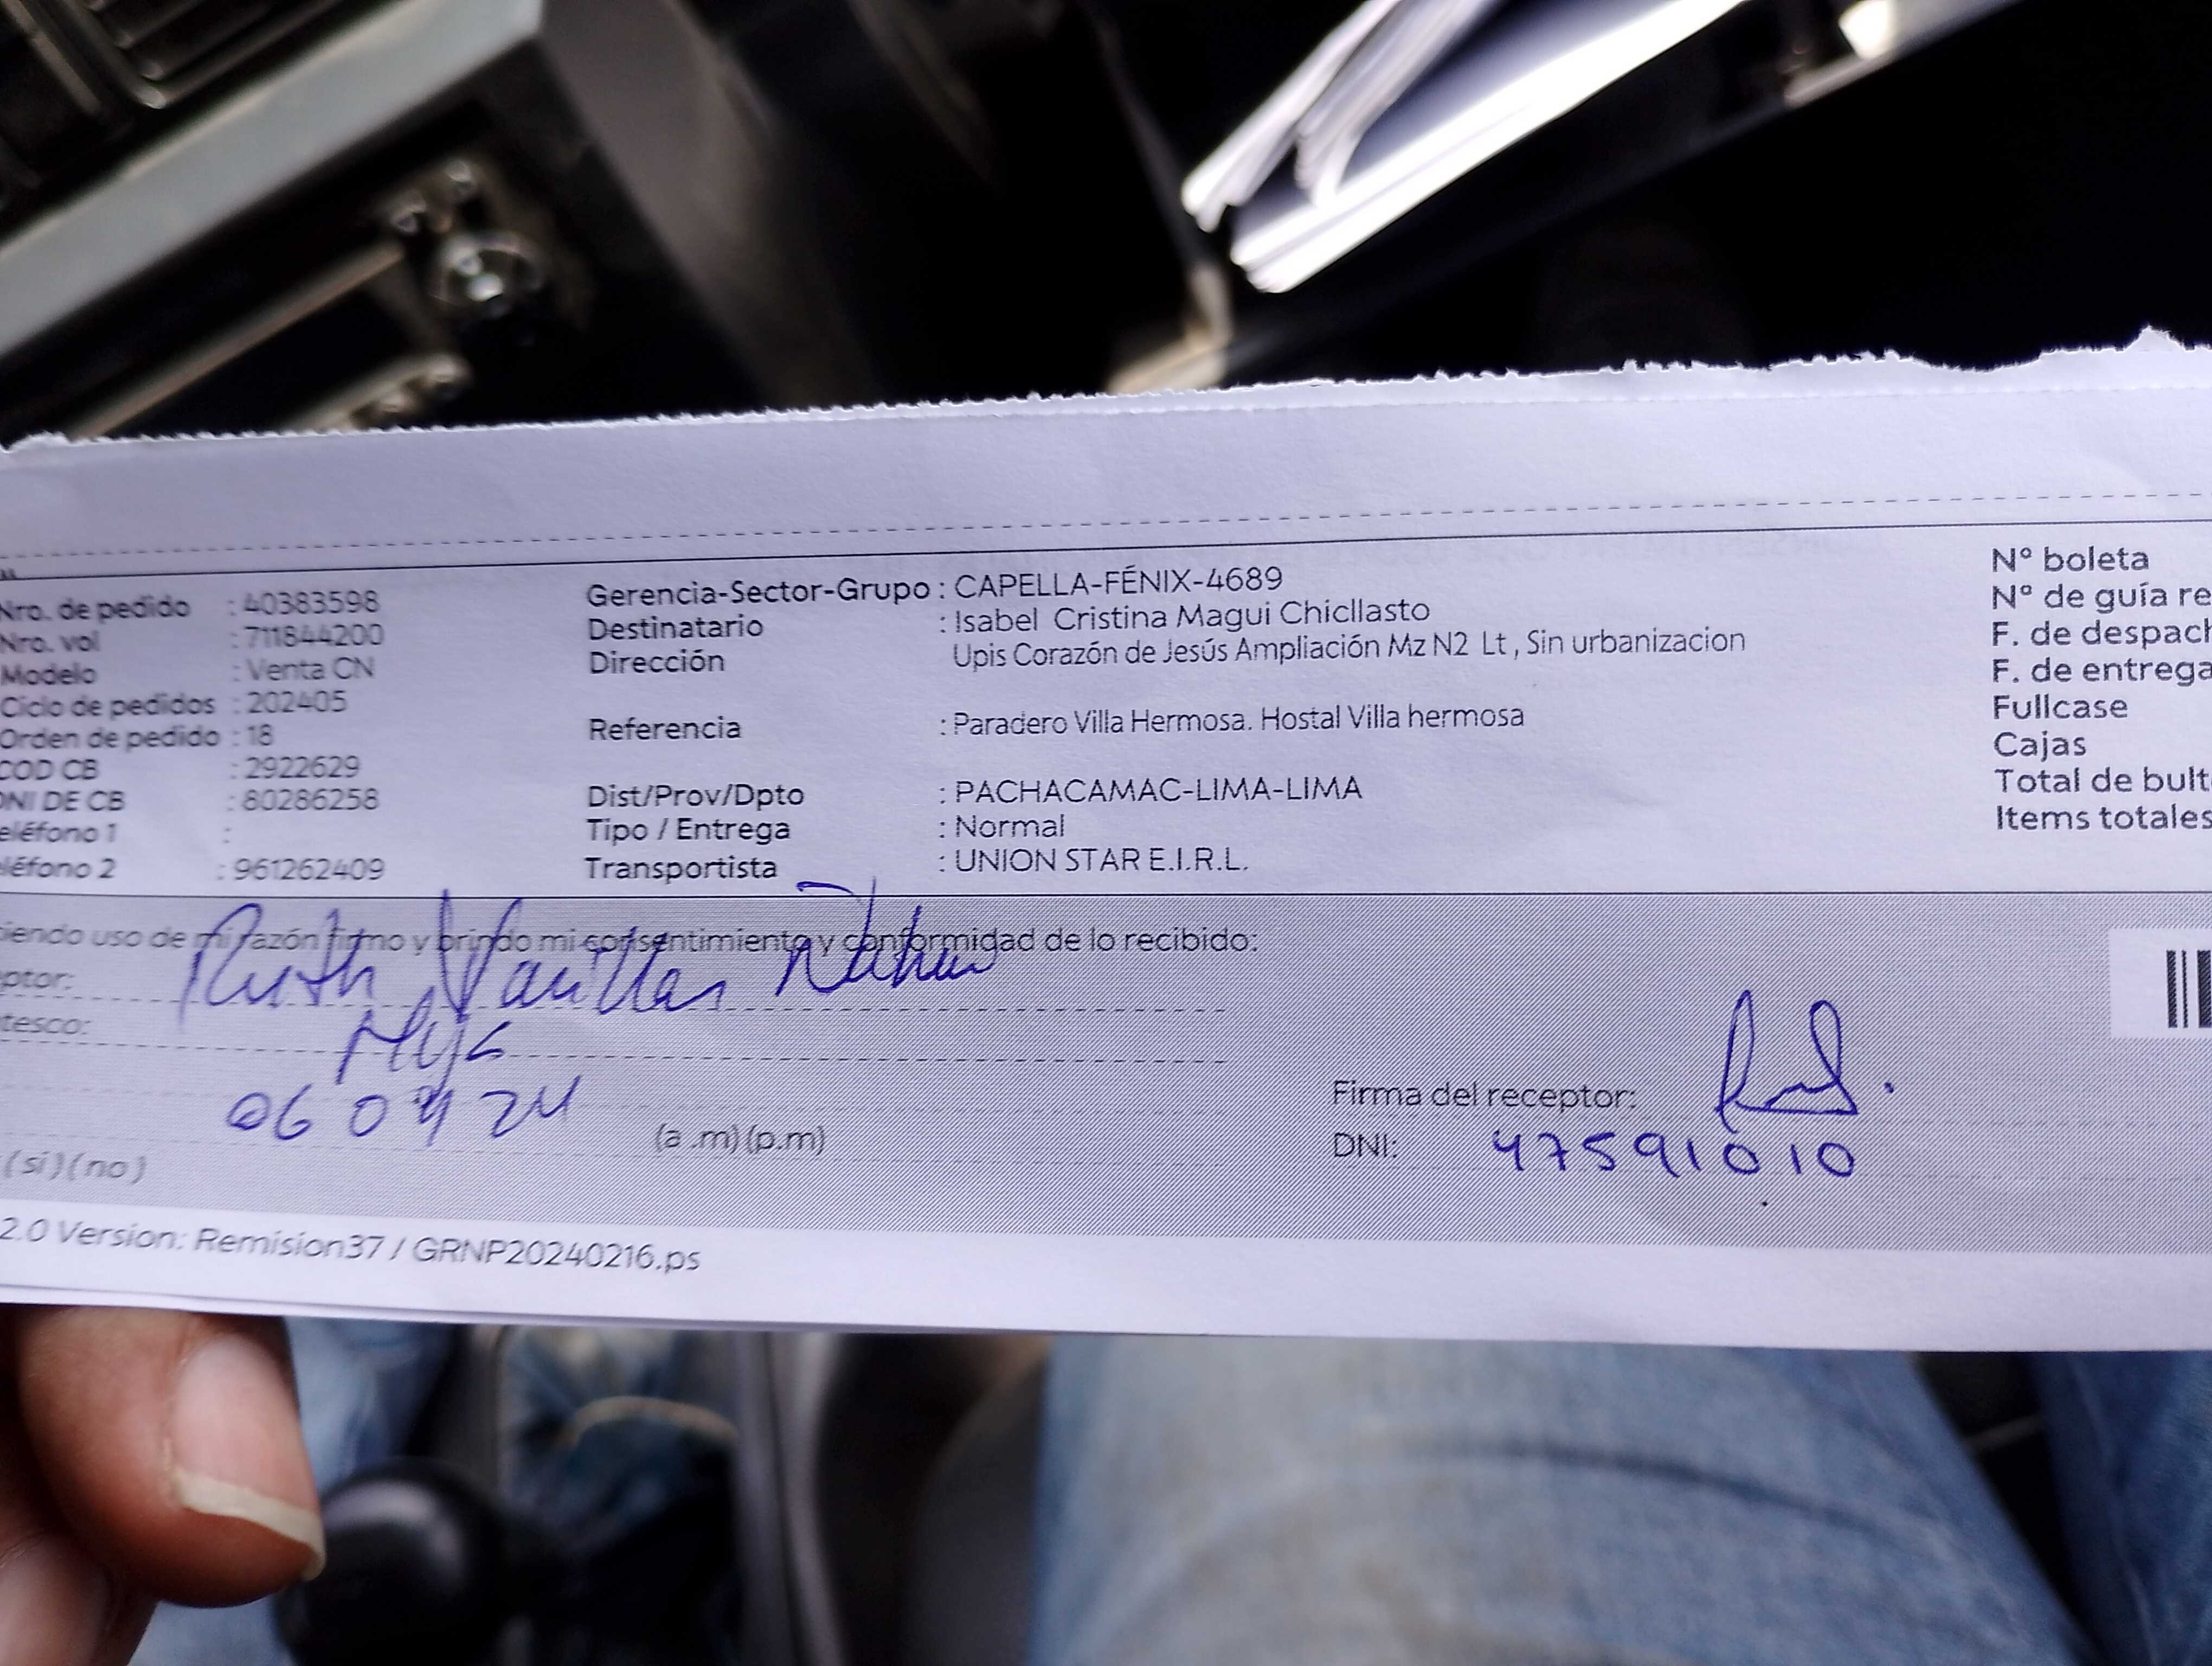 Nro. de pedido : 40383598
Nro. vol : 711844200
Modelo : Venta CN
Ciclo de pedidos : 202405
Orden de pedido : 18
COD CB : 2922629
DNI DE CB : 80286258
eléfono 1 :
léfono 2 : 961262409
Gerencia-Sector-Grupo : CAPELLA-FÉNIX-4689
Destinatario : Isabel Cristina Magui Chicllasto
Dirección Upis Corazón de Jesús Ampliación Mz N2 Lt , Sin urbanizacion
Referencia : Paradero Villa Hermosa. Hostal Villa hermosa
Dist/Prov/Dpto : PACHACAMAC-LIMA-LIMA
Tipo / Entrega : Normal
Transportista : UNION STAR E.I.R.L.
N° boleta
N° de guía re
F. de despach
F. de entrega
Fullcase
Cajas
Total de bult
Items totales
iendo uso de mi razón firmo y brindo mi consentimiento y conformidad de lo recibido:
ptor: Ruth
tesco:
06 04 24 (a .m)(p.m)
(si)(no)
Firma del receptor:
DNI: 47591010
2.0 Version: Remision37 / GRNP20240216.ps